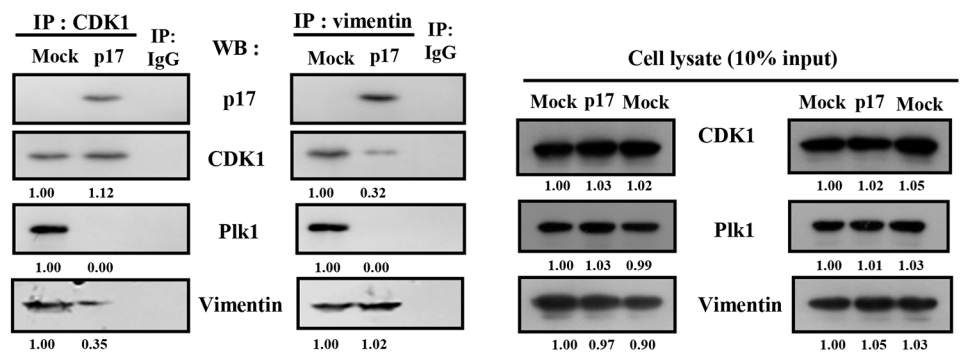 IP : CDK1
Mock p17
IP:
IgG
WB :
IP : vimentin
Mock p17
IP:
IgG
p17
CDK1
1.00 1.12
1.00 0.32
Plk1
1.00 0.00
1.00 0.00
Vimentin
1.00 0.35
1.00 1.02
Cell lysate (10% input)
Mock p17 Mock
Mock p17 Mock
CDK1
1.00 1.03 1.02
1.00 1.02 1.05
Plk1
1.00 1.03 0.99
1.00 1.01 1.03
Vimentin
1.00 0.97 0.90
1.00 1.05 1.03